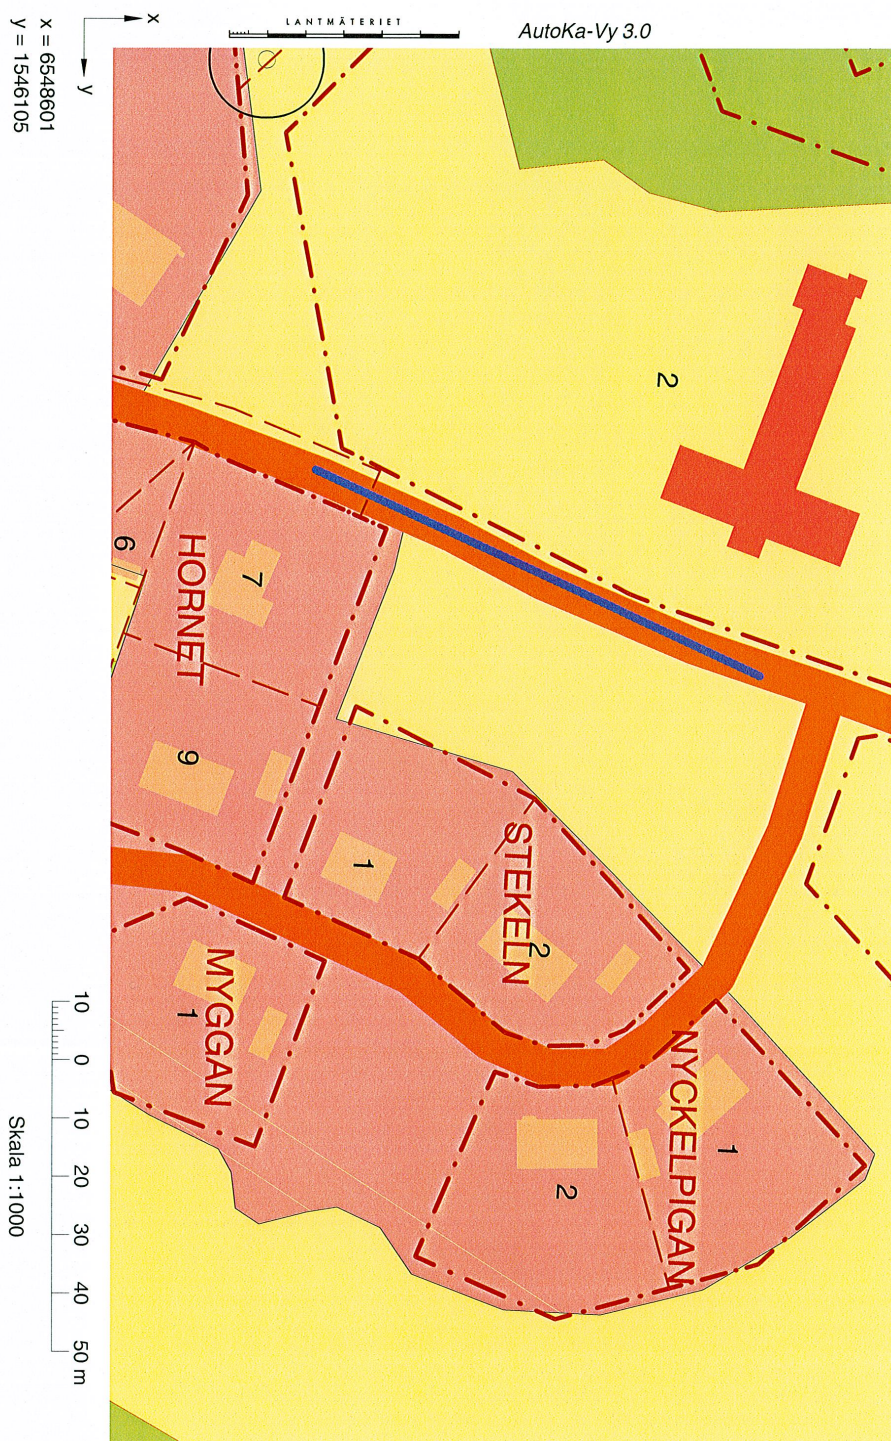 LANTMÄTERIET
AutoKa-Vy 3.0
x
y
x = 6548601
y = 1546105
2
6
HORNET
7
9
1
STEKELN
2
MYGGAN
1
NYCKELPIGAN
1
2
10
0
10
20
30
40
50 m
Skala 1:1000